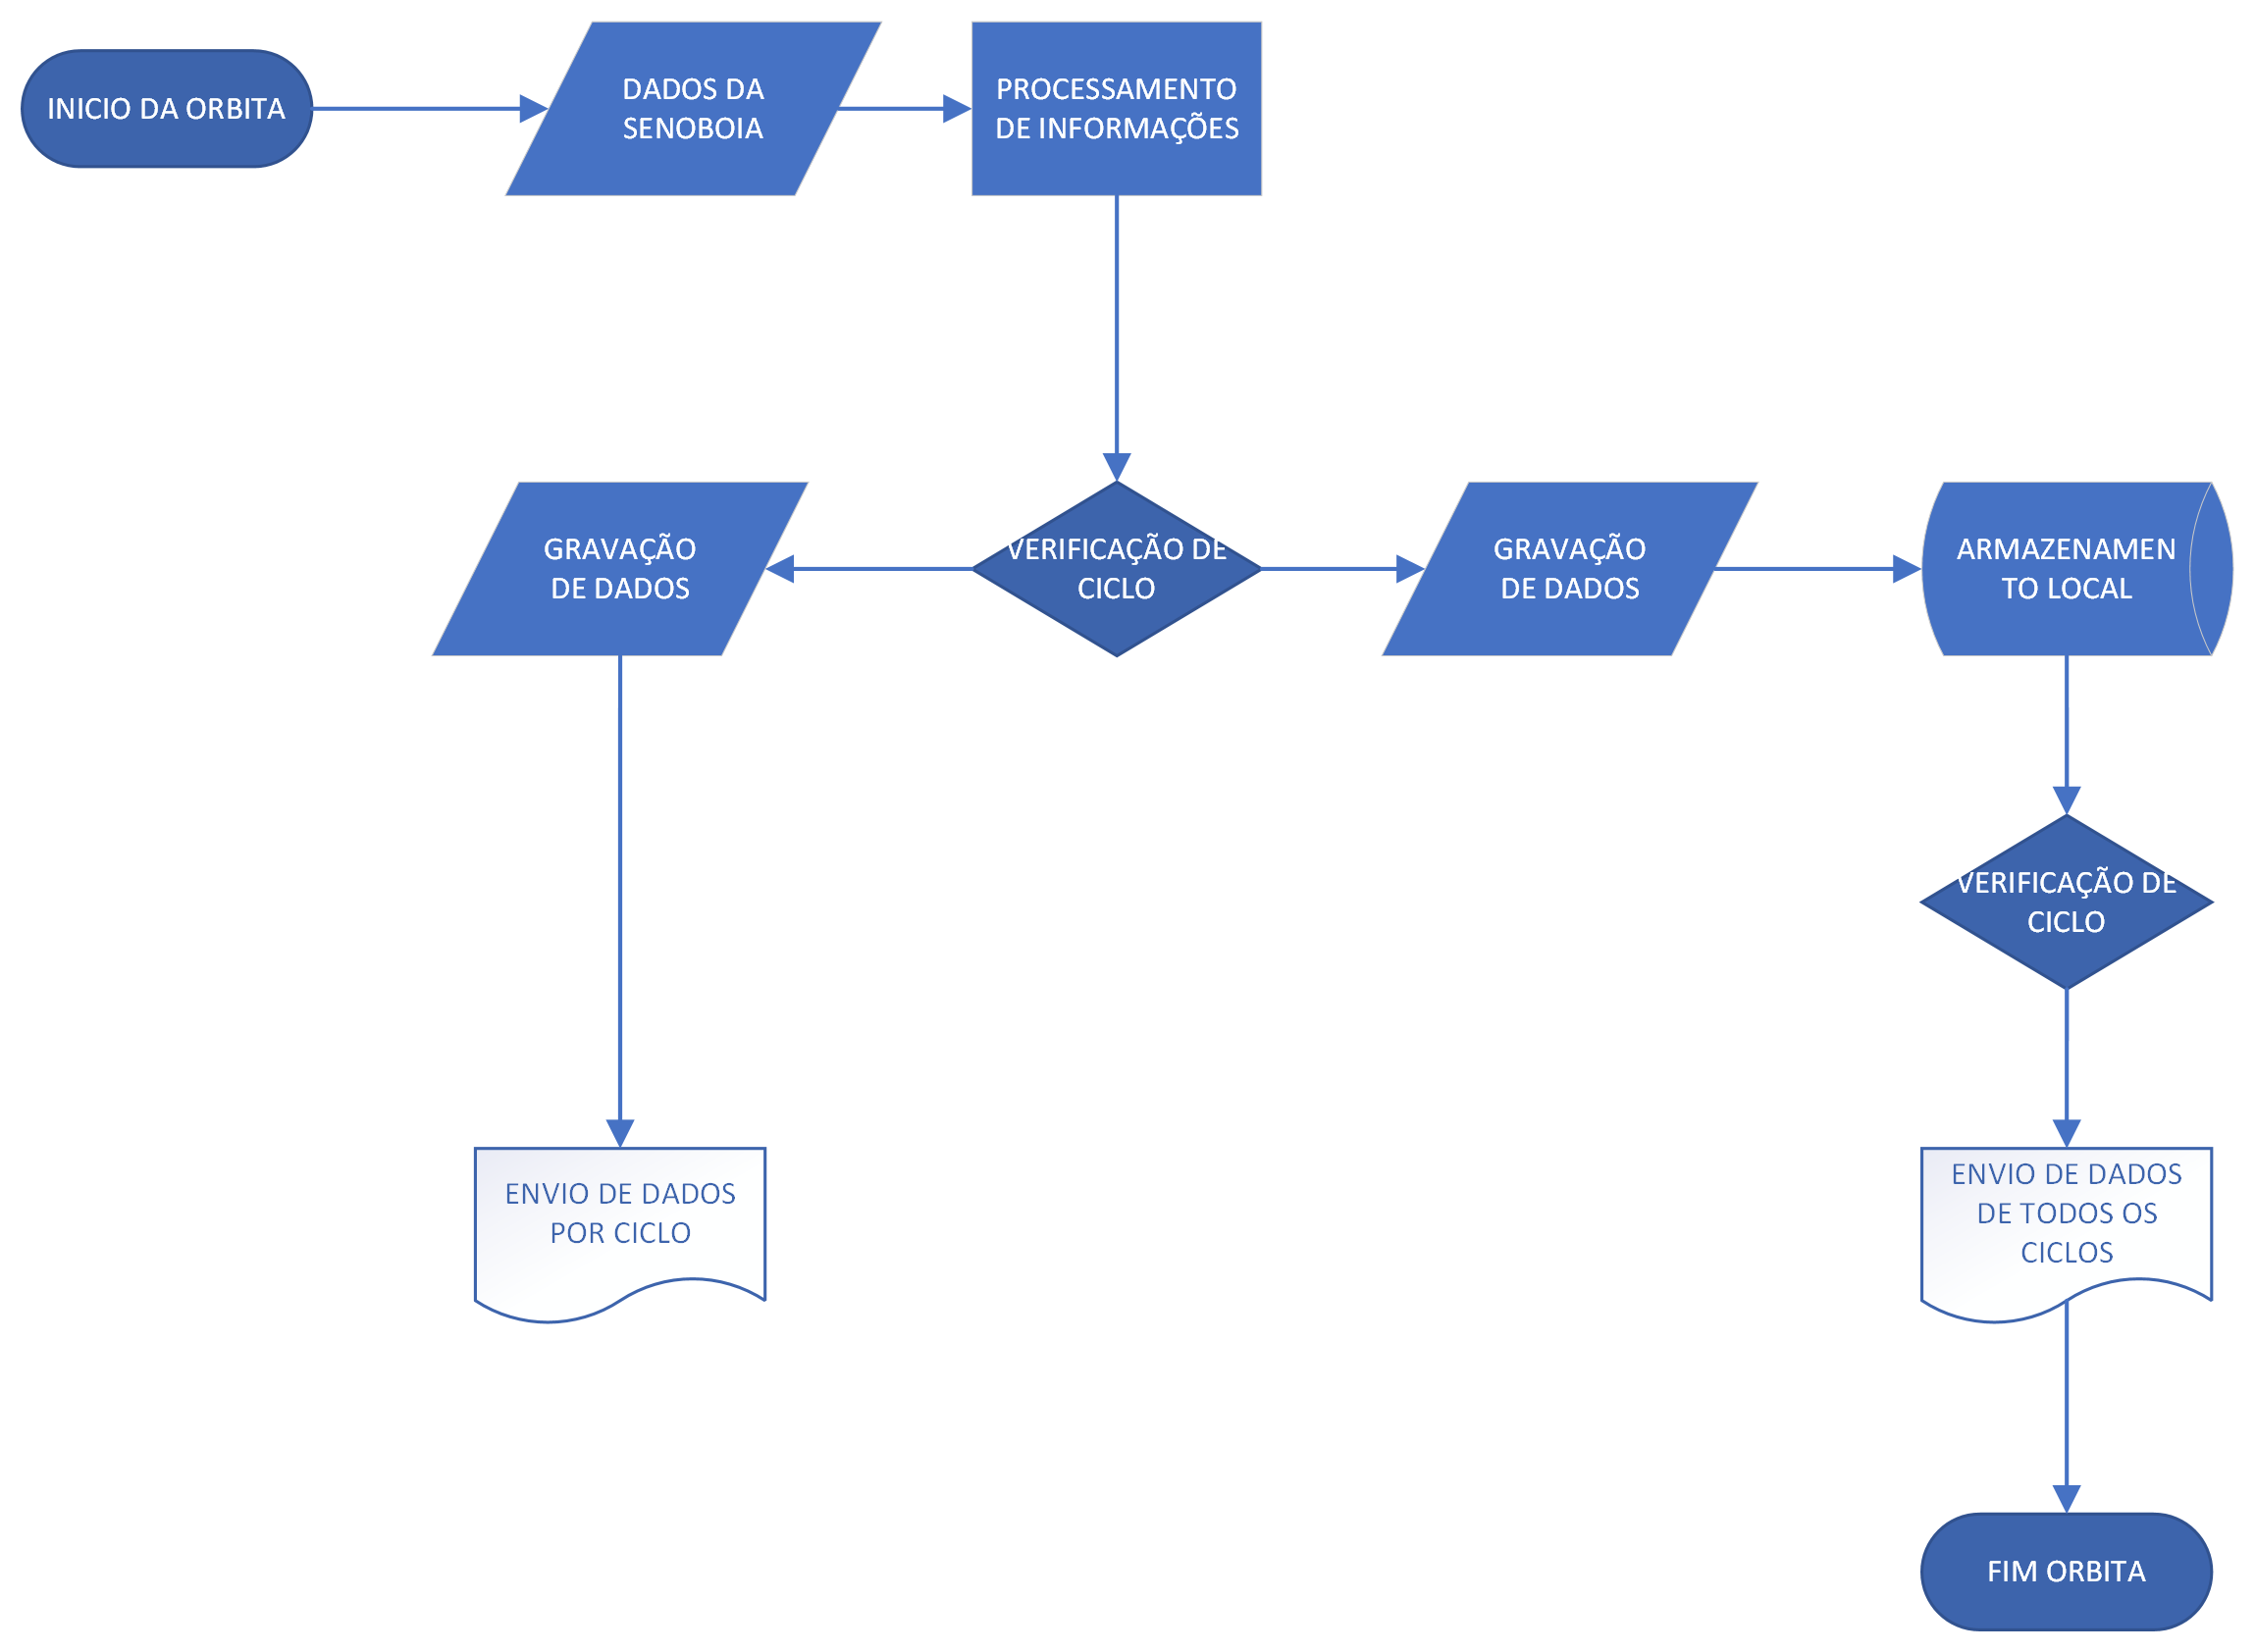 INICIO DA ORBITA
DADOS DA
SENOBOIA
PROCESSAMENTO
DE INFORMAÇÕES
GRAVAÇÃO
DE DADOS
VERIFICAÇÃO DE
CICLO
GRAVAÇÃO
DE DADOS
ARMAZENAMEN
TO LOCAL
VERIFICAÇÃO DE
CICLO
ENVIO DE DADOS
POR CICLO
ENVIO DE DADOS
DE TODOS OS
CICLOS
FIM ORBITA